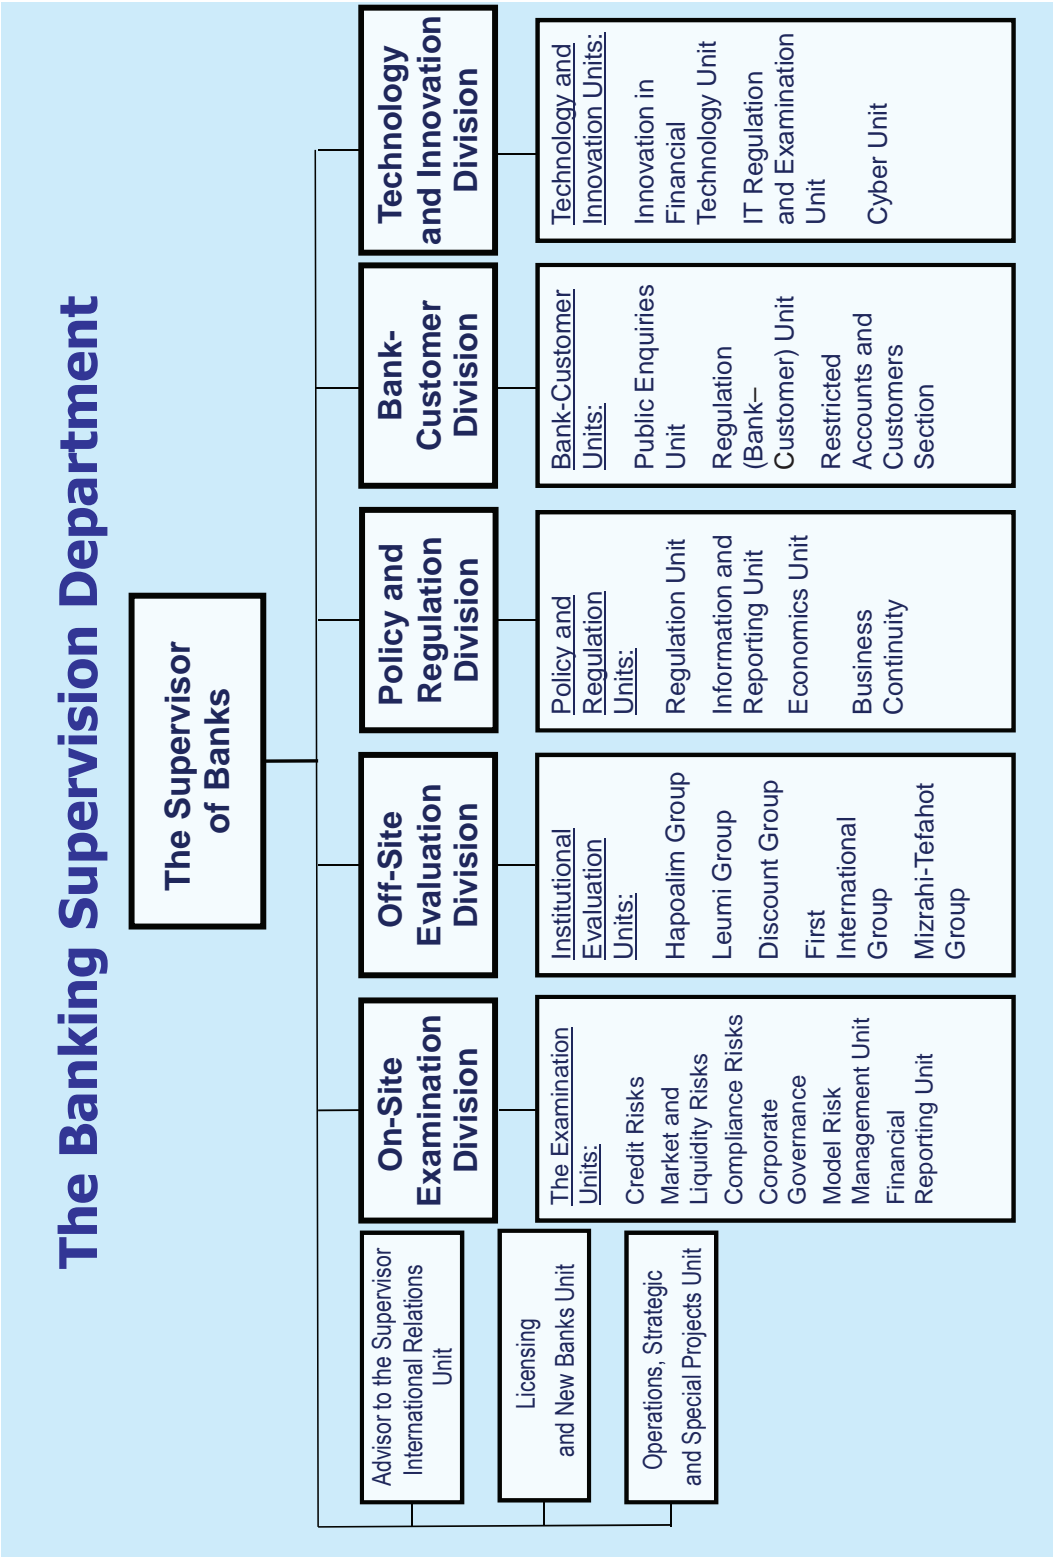 The Banking Supervision Department
The Supervisor
of Banks
Advisor to the Supervisor
International Relations
Unit
Licensing
and New Banks Unit
Operations, Strategic
and Special Projects Unit
On-Site
Examination
Division
The Examination
Units:
Credit Risks
Market and
Liquidity Risks
Compliance Risks
Corporate
Governance
Model Risk
Management Unit
Financial
Reporting Unit
Off-Site
Evaluation
Division
Institutional
Evaluation
Units:
Hapoalim Group
Leumi Group
Discount Group
First
International
Group
Mizrahi-Tefahot
Group
Policy and
Regulation
Division
Policy and
Regulation
Units:
Regulation Unit
Information and
Reporting Unit
Economics Unit
Business
Continuity
Bank-
Customer
Division
Bank-Customer
Units:
Public Enquiries
Unit
Regulation
(Bank–
Customer) Unit
Restricted
Accounts and
Customers
Section
Technology
and Innovation
Division
Technology and
Innovation Units:
Innovation in
Financial
Technology Unit
IT Regulation
and Examination
Unit
Cyber Unit